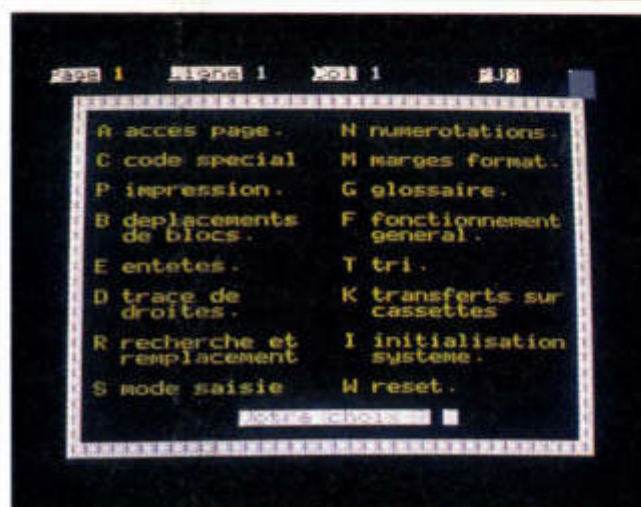 Page 1 Ligne 1 Col 1
A acces page.
C code special
P impression.
B deplacements
de blocs.
E entetes.
D trace de
droites.
R recherche et
remplacement
S mode saisie
N numerotations.
M marges format.
G glossaire.
F fonctionnement
general.
T tri.
K transferts sur
cassettes
I initialisation
systeme.
W reset.
Votre choix